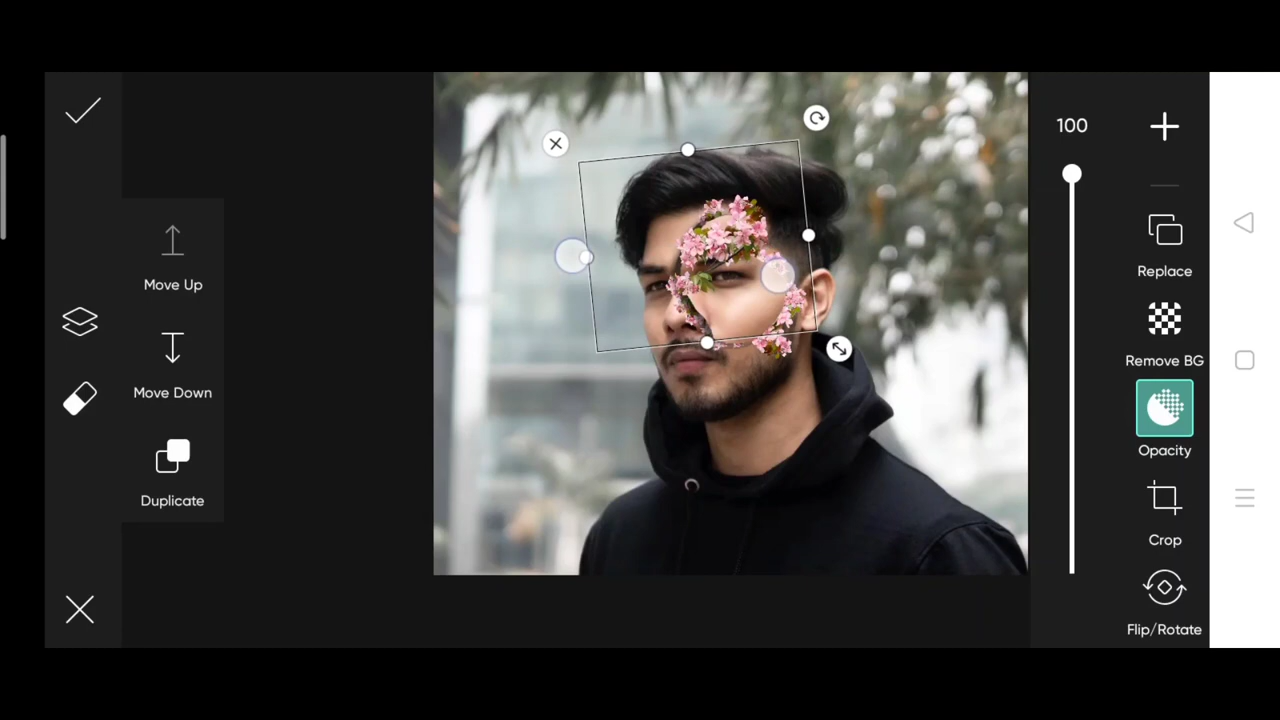 Move Up
Move Down
Duplicate
100
Replace
Remove BG
Opacity
Crop
Flip/Rotate